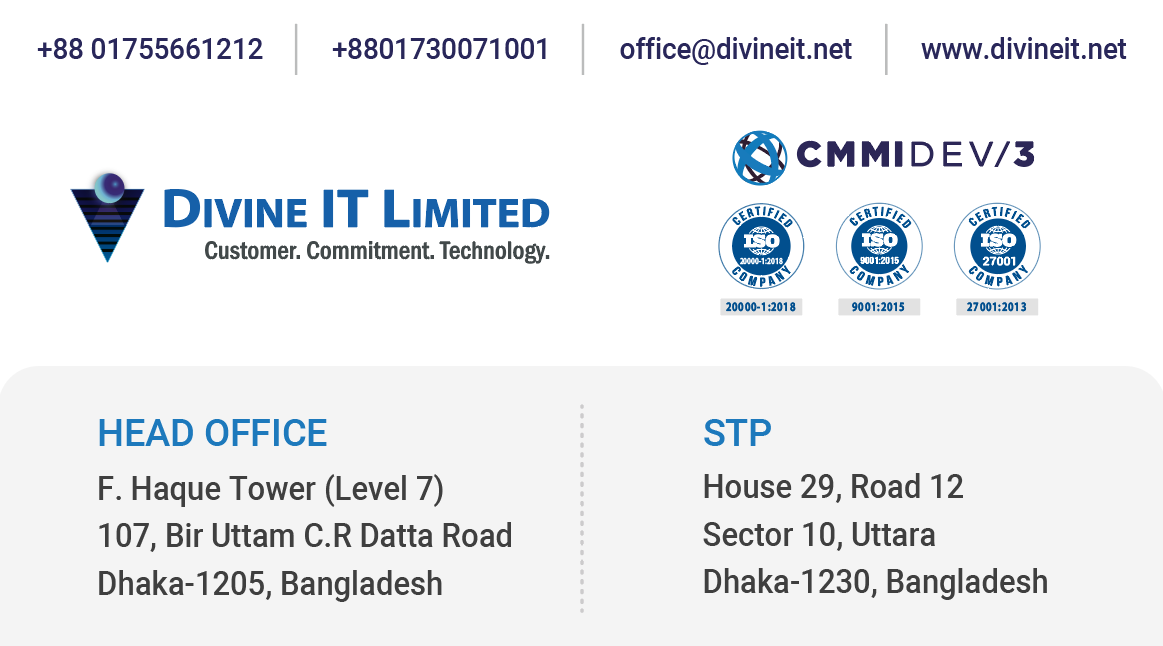 +88 01755661212
+8801730071001
office@divineit.net
www.divineit.net
DIVINE IT LIMITED
Customer. Commitment. Technology.
CMMIDEV/3
CERTIFIED
ISO
20000-1:2018
COMPANY
20000-1:2018
CERTIFIED
ISO
9001:2015
COMPANY
9001:2015
CERTIFIED
ISO
27001
COMPANY
27001:2013
HEAD OFFICE
F. Haque Tower (Level 7)
107, Bir Uttam C.R Datta Road
Dhaka-1205, Bangladesh
STP
House 29, Road 12
Sector 10, Uttara
Dhaka-1230, Bangladesh